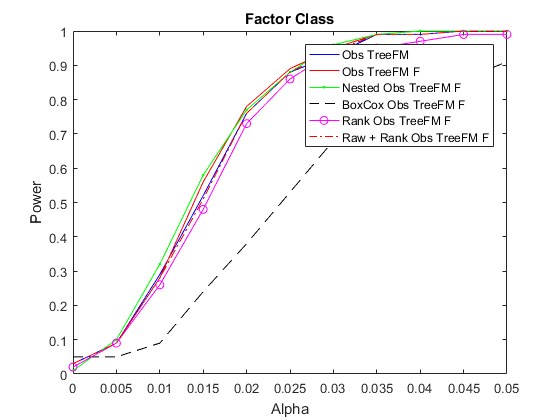 Factor Class
Power
1
0.9
0.8
0.7
0.6
0.5
0.4
0.3
0.2
0.1
0
Obs TreeFM
Obs TreeFM F
Nested Obs TreeFM F
BoxCox Obs TreeFM F
Rank Obs TreeFM F
Raw + Rank Obs TreeFM F
0 0.005 0.01 0.015 0.02 0.025 0.03 0.035 0.04 0.045 0.05
Alpha